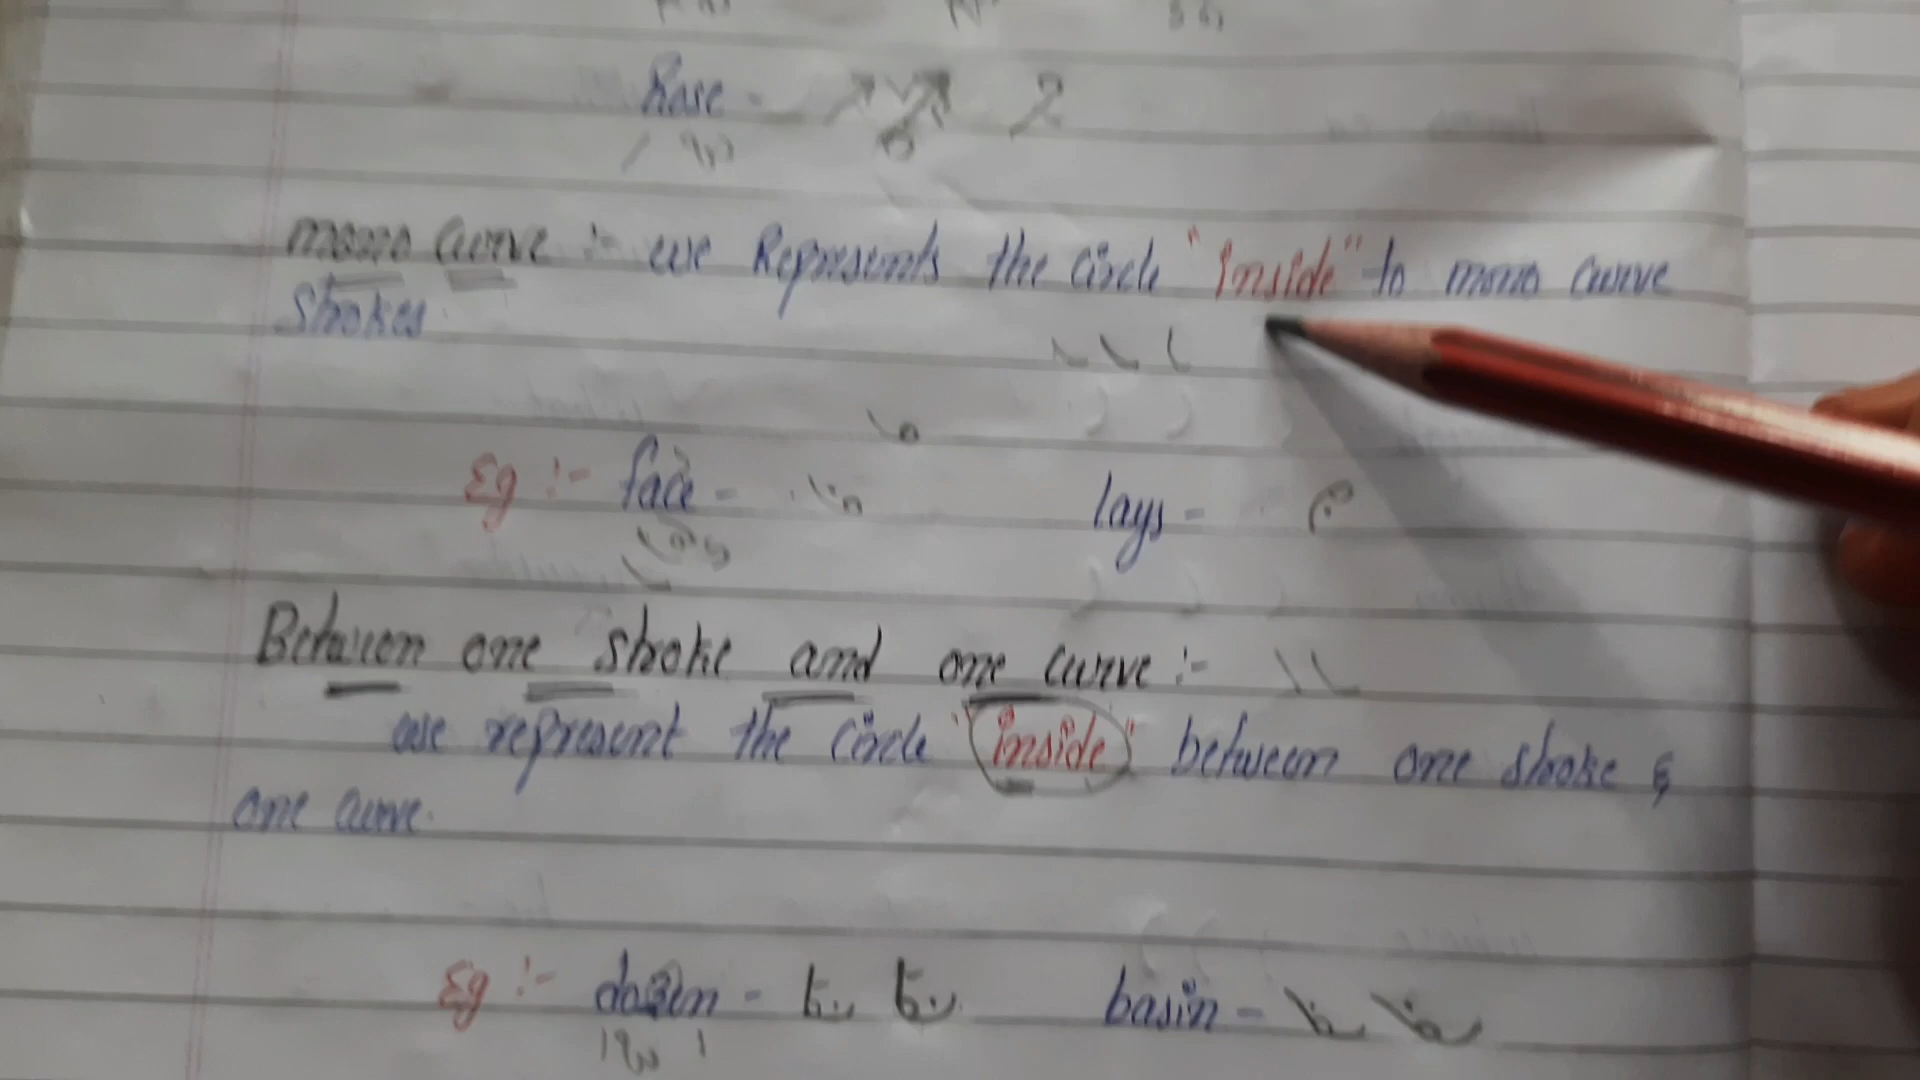 Rose -
mono curve :- we Represents the circle "inside" to mono curve
strokes.
Eg :- face - lays -
Between one stroke and one curve :-
we represent the circle "inside" between one stroke &
one curve.
Eg :- dozen - basin -